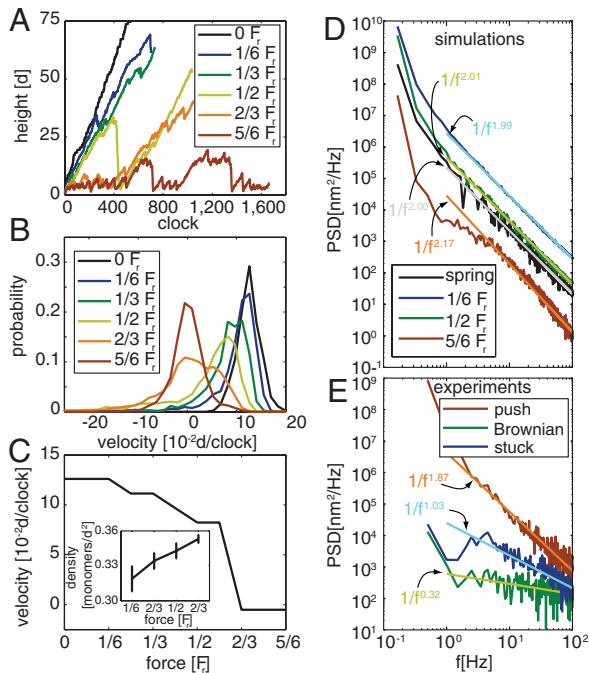 A
height [d]
75
50
25
0
0 F_r
1/6 F_r
1/3 F_r
1/2 F_r
2/3 F_r
5/6 F_r
0 400 800 1,200 1,600
clock
B
probability
0.3
0.2
0.1
0
0 F_r
1/6 F_r
1/3 F_r
1/2 F_r
2/3 F_r
5/6 F_r
-20 -10 0 10 20
velocity [10^-2d/clock]
C
velocity [10^-2d/clock]
15
10
5
0
density
[monomers/d^2]
0.36
0.33
0.30
1/6 2/3 1/2 2/3
force [F_r]
0 1/6 1/3 1/2 2/3 5/6
force [F_r]
D
simulations
PSD[nm^2/Hz]
10^10
10^9
10^8
10^7
10^6
10^5
10^4
10^3
10^2
10^1
10^0
10^-1
1/f^2.01
1/f^1.99
1/f^2.00
1/f^2.17
spring
1/6 F_r
1/2 F_r
5/6 F_r
E
experiments
PSD[nm^2/Hz]
10^9
10^8
10^7
10^6
10^5
10^4
10^3
10^2
10^1
push
Brownian
stuck
1/f^1.87
1/f^1.03
1/f^0.32
10^-1 10^0 10^1 10^2
f[Hz]